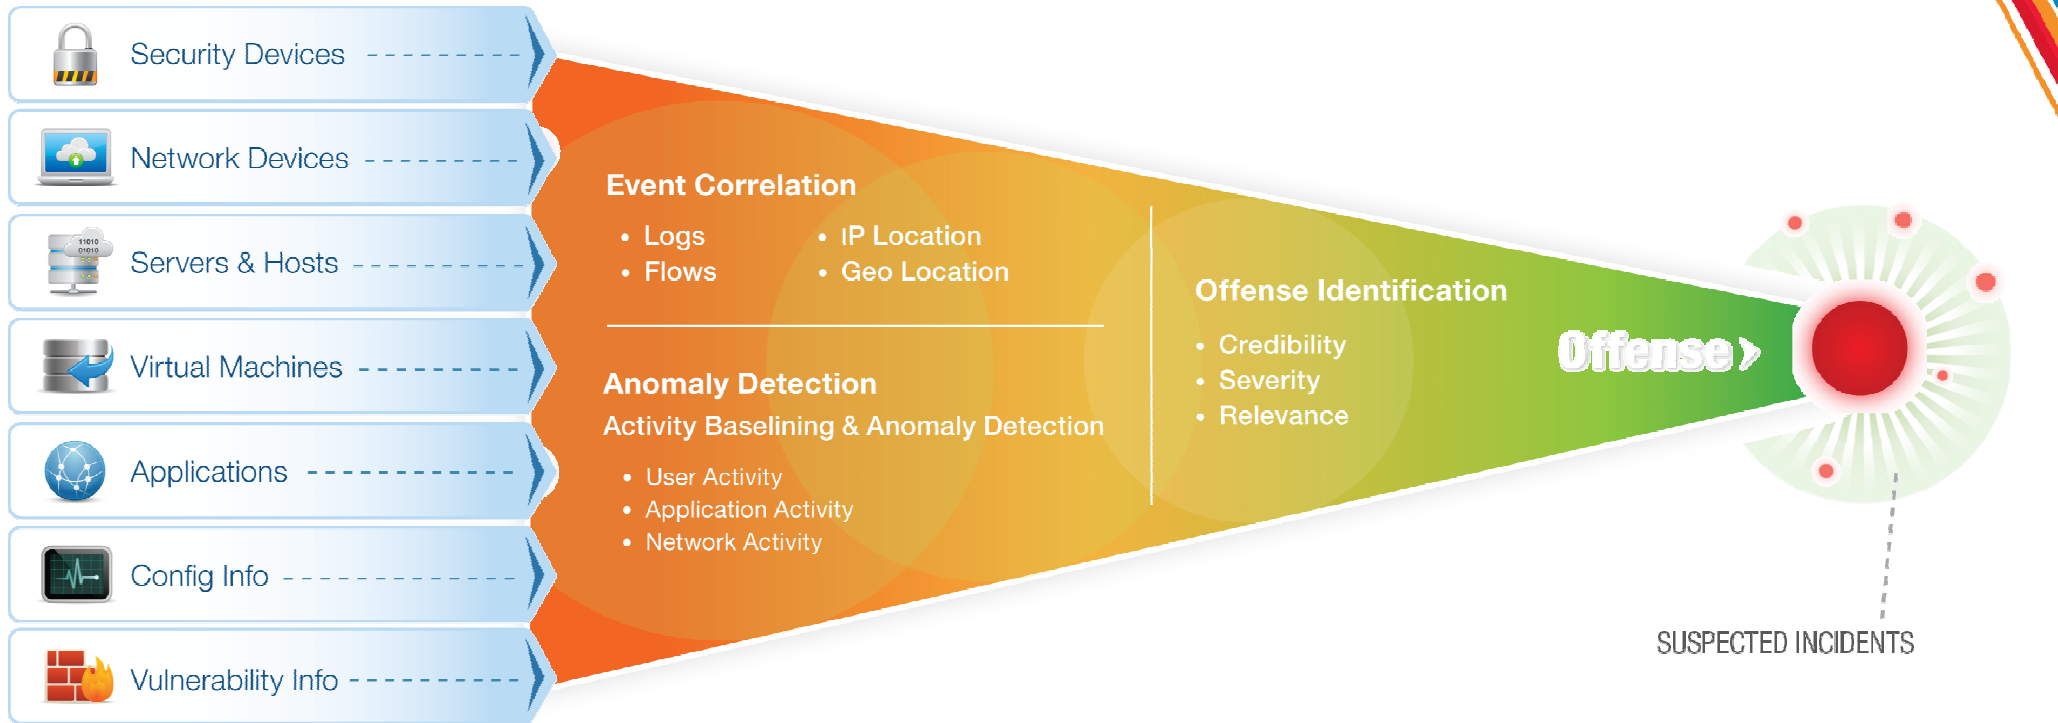 Security Devices
Network Devices
Servers & Hosts
11010
01010
Virtual Machines
Applications
Config Info
Vulnerability Info
Event Correlation
• Logs
• Flows
• IP Location
• Geo Location
Anomaly Detection
Activity Baselining & Anomaly Detection
• User Activity
• Application Activity
• Network Activity
Offense Identification
• Credibility
• Severity
• Relevance
Offense
SUSPECTED INCIDENTS